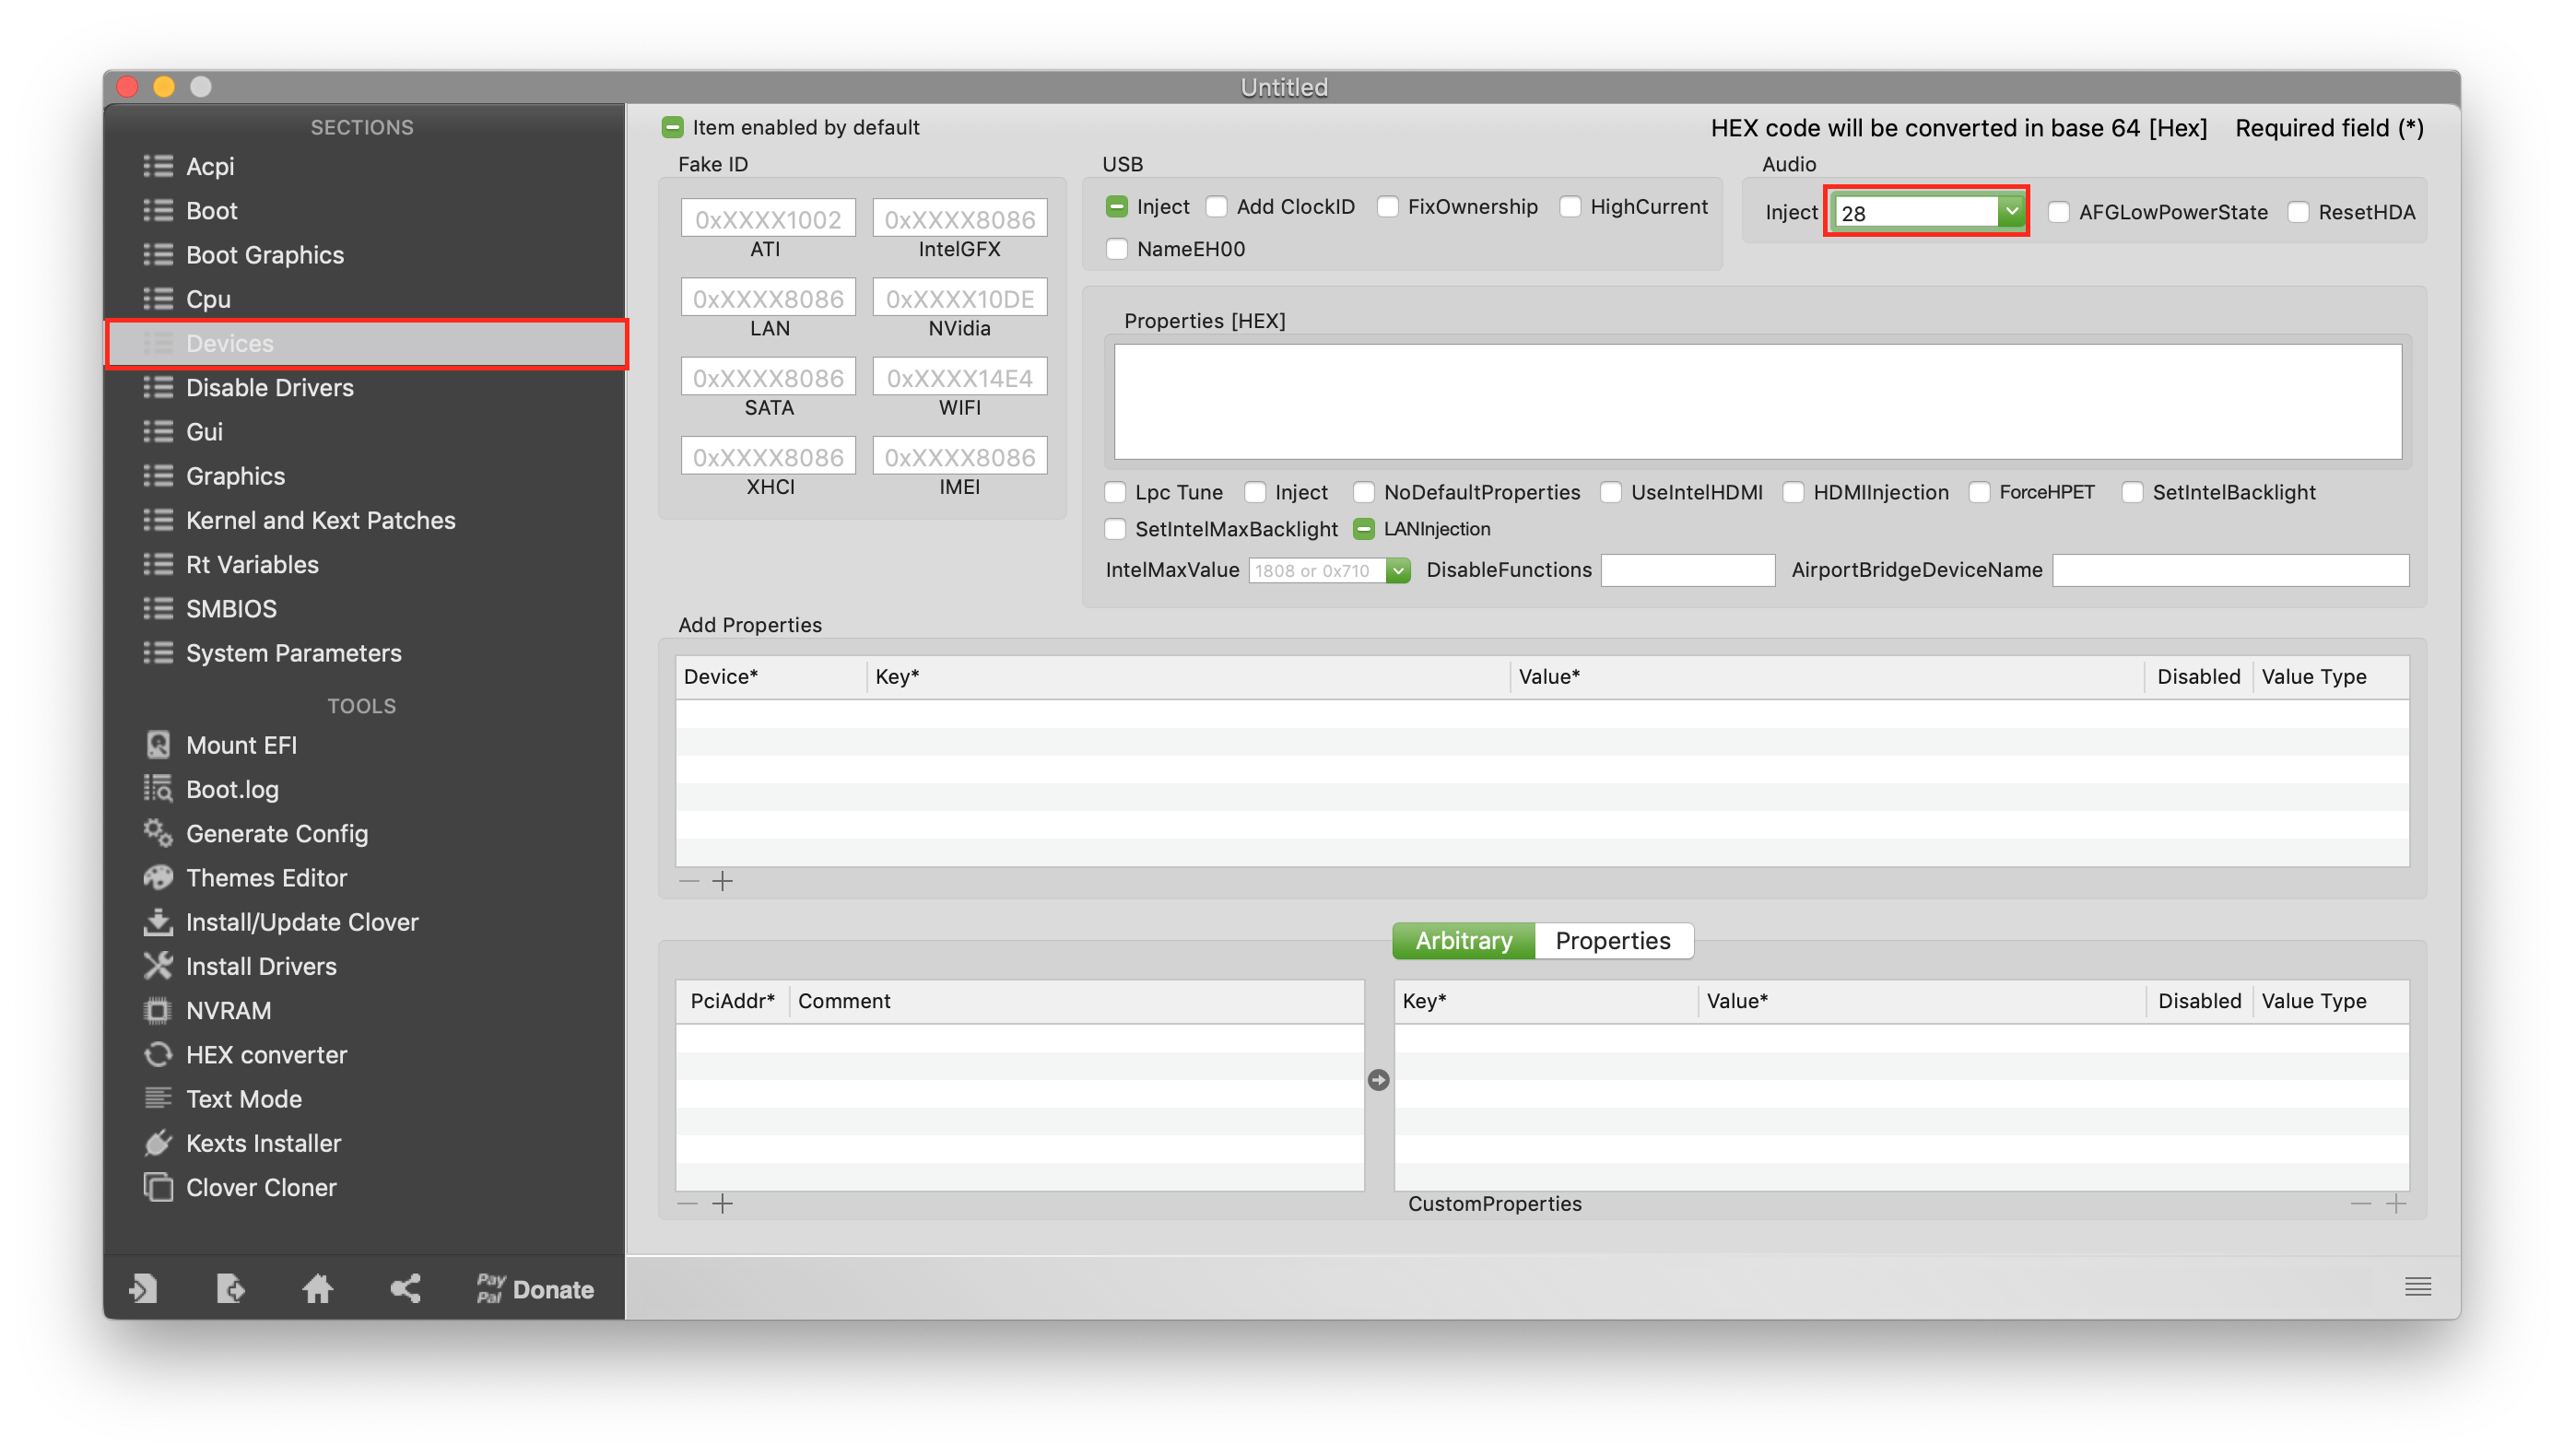 Untitled
SECTIONS
Acpi
Boot
Boot Graphics
Cpu
Devices
Disable Drivers
Gui
Graphics
Kernel and Kext Patches
Rt Variables
SMBIOS
System Parameters
TOOLS
Mount EFI
Boot.log
Generate Config
Themes Editor
Install/Update Clover
Install Drivers
NVRAM
HEX converter
Text Mode
Kexts Installer
Clover Cloner
Pay
Pal Donate
Item enabled by default
HEX code will be converted in base 64 [Hex] Required field (*)
Fake ID
0xXXXX1002 0xXXXX8086
ATI IntelGFX
0xXXXX8086 0xXXXX10DE
LAN NVidia
0xXXXX8086 0xXXXX14E4
SATA WIFI
0xXXXX8086 0xXXXX8086
XHCI IMEI
USB
Inject Add ClockID FixOwnership HighCurrent
NameEH00
Audio
Inject 28 AFGLowPowerState ResetHDA
Properties [HEX]
Lpc Tune Inject NoDefaultProperties UseIntelHDMI HDMIInjection ForceHPET SetIntelBacklight
SetIntelMaxBacklight LANInjection
IntelMaxValue 1808 or 0x710 DisableFunctions AirportBridgeDeviceName
Add Properties
Device* Key* Value* Disabled Value Type
Arbitrary Properties
PciAddr* Comment
Key* Value* Disabled Value Type
CustomProperties